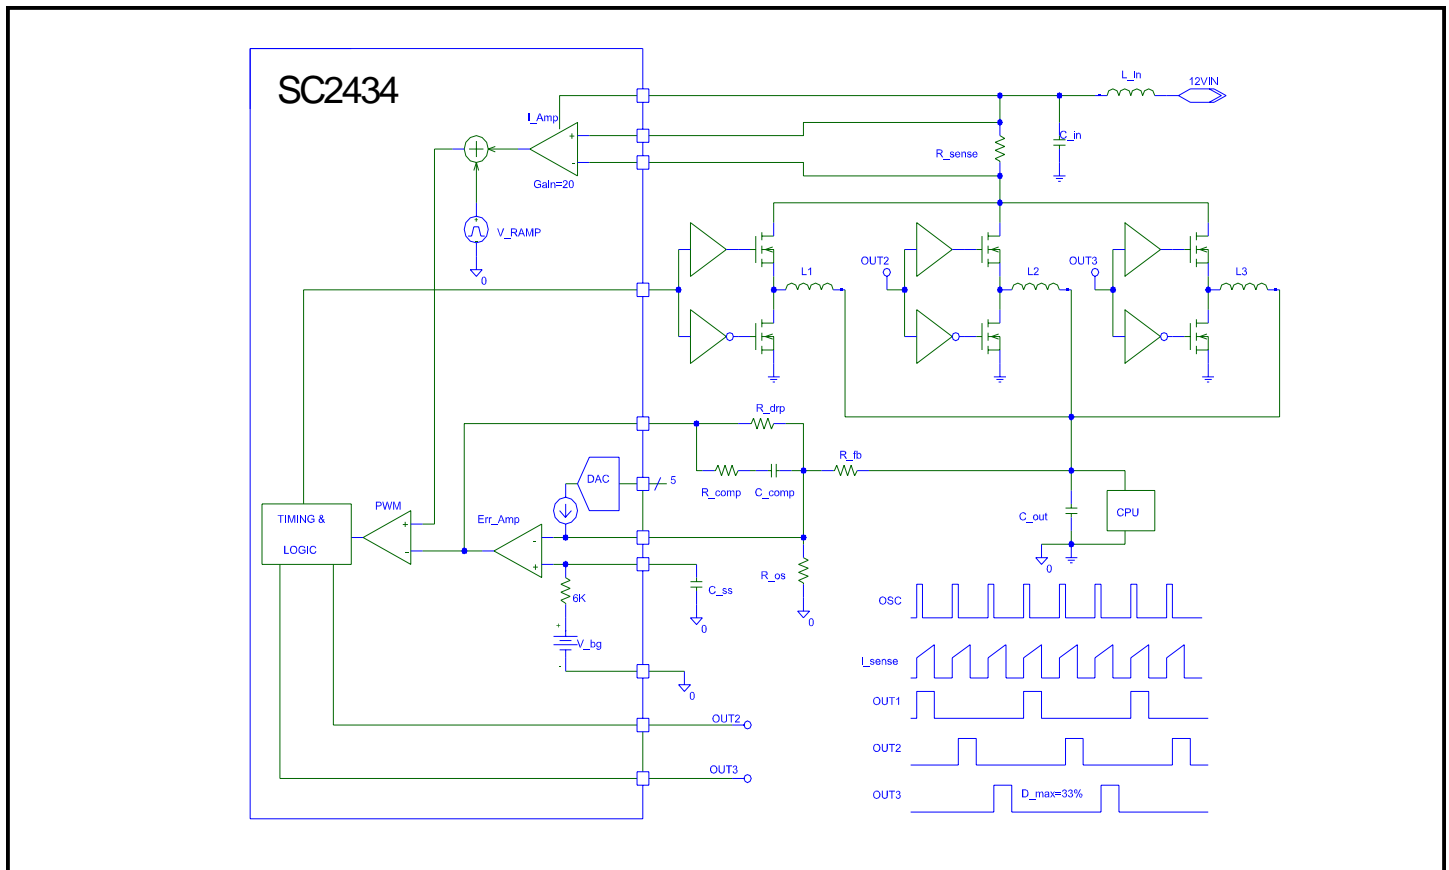 SC2434
L_In
12VIN
I_Amp
+
-
C_in
R_sense
GaIn=20
+
V_RAMP
0
OUT2
OUT3
L1
L2
L3
R_drp
R_fb
DAC
5
R_comp
C_comp
PWM
Err_Amp
C_out
CPU
TIMING &
LOGIC
+
-
-
+
0
R_os
6K
C_ss
0
0
+
V_bg
-
0
OSC
I_sense
OUT1
OUT2
OUT2
OUT3
OUT3
D_max=33%